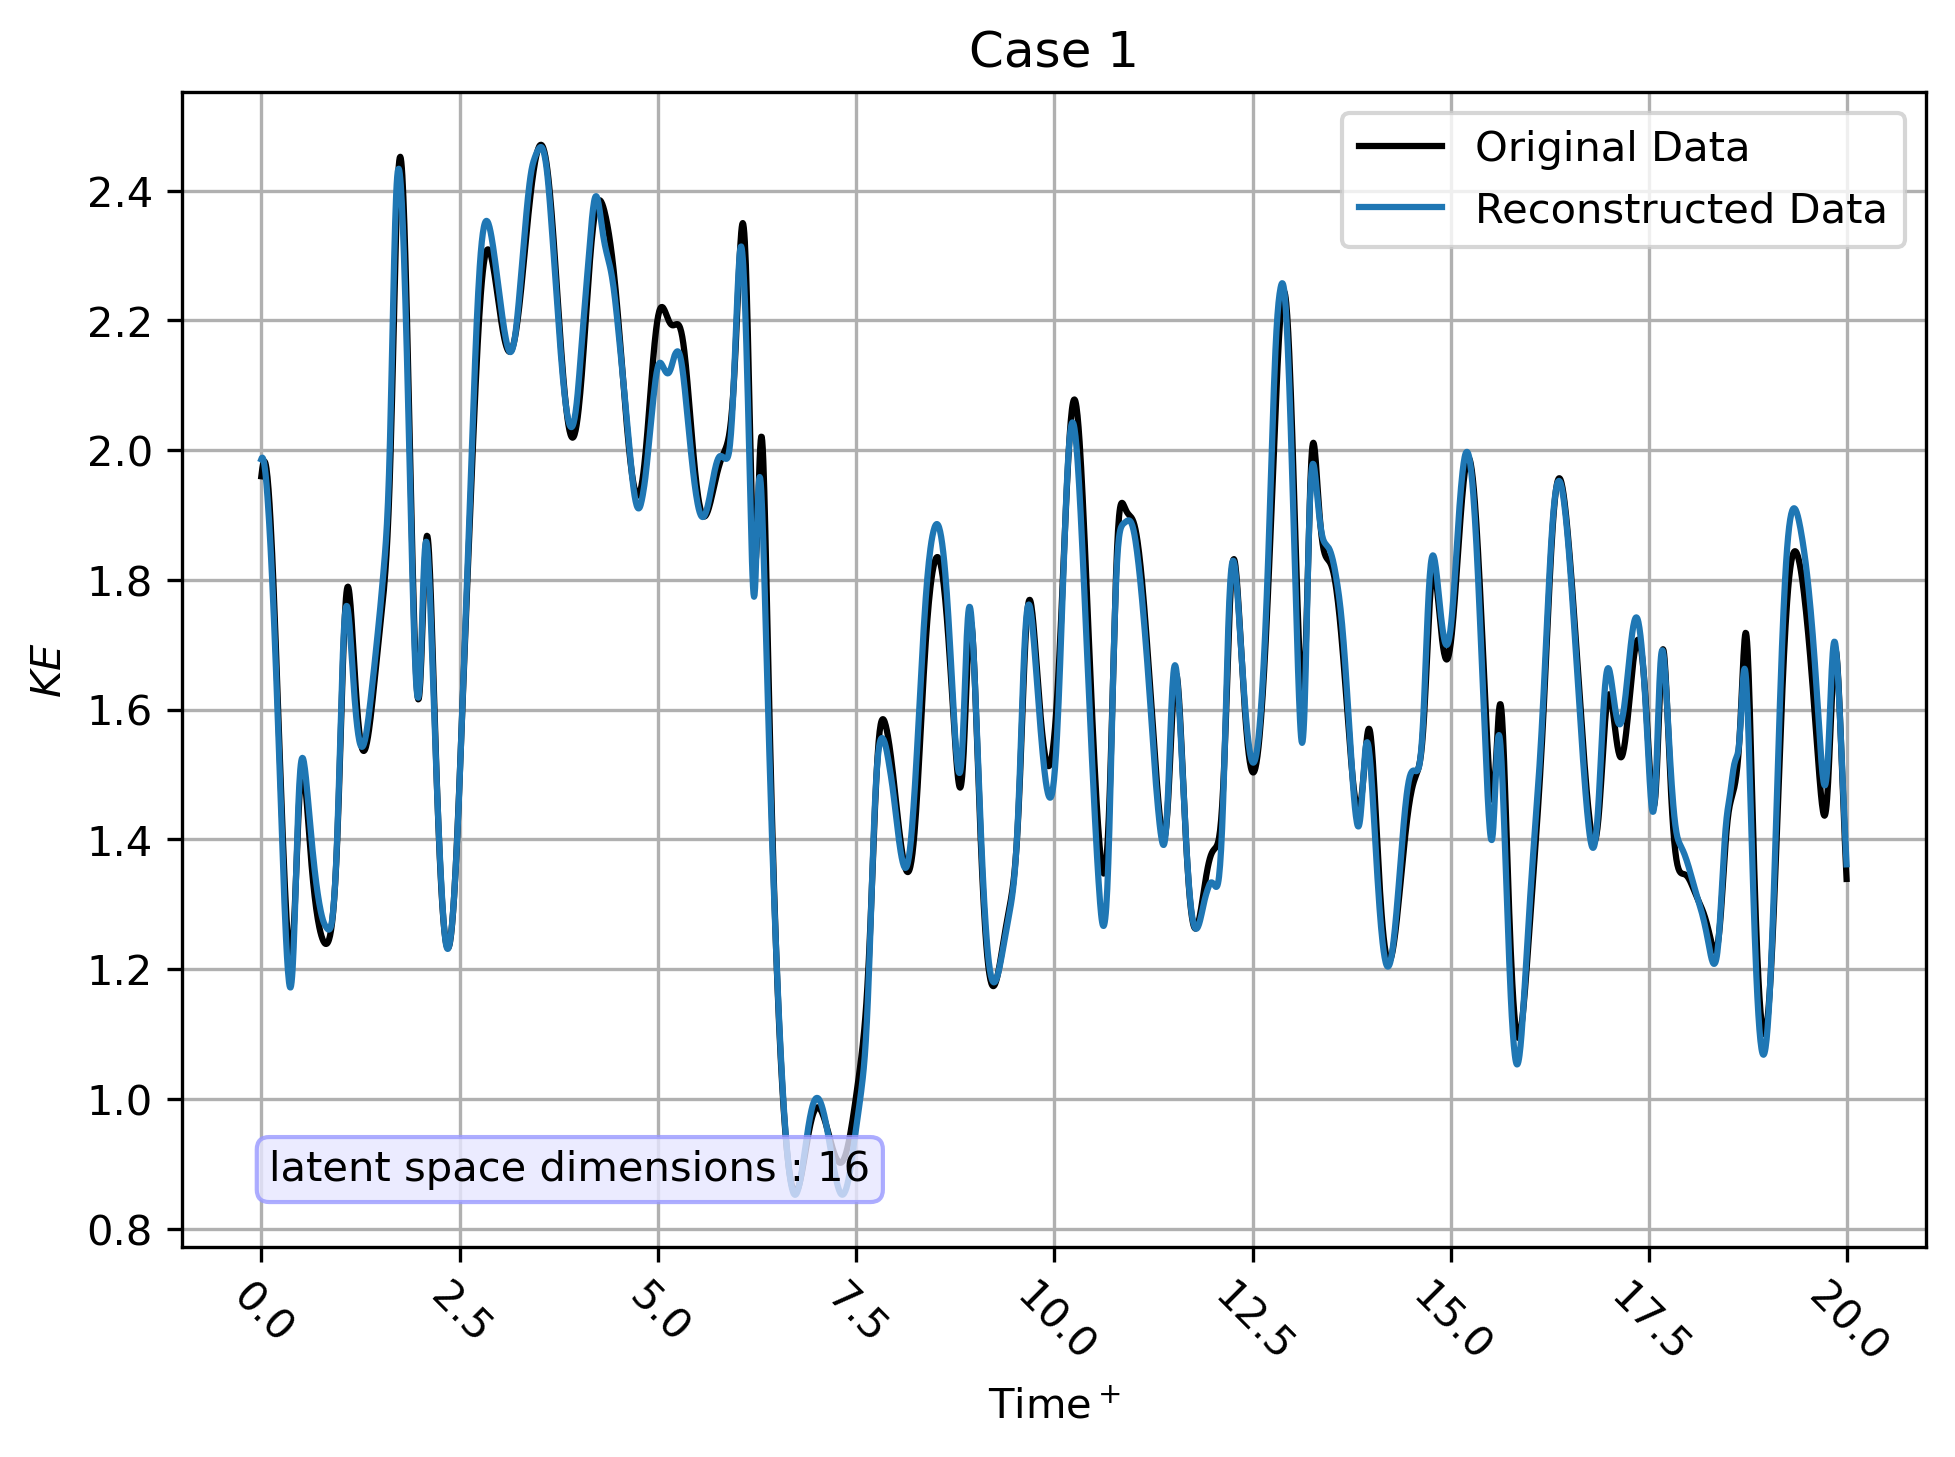 Case 1
Original Data
Reconstructed Data
KE
2.4
2.2
2.0
1.8
1.6
1.4
1.2
1.0
0.8
latent space dimensions : 16
0.0 2.5 5.0 7.5 10.0 12.5 15.0 17.5 20.0
Time⁺